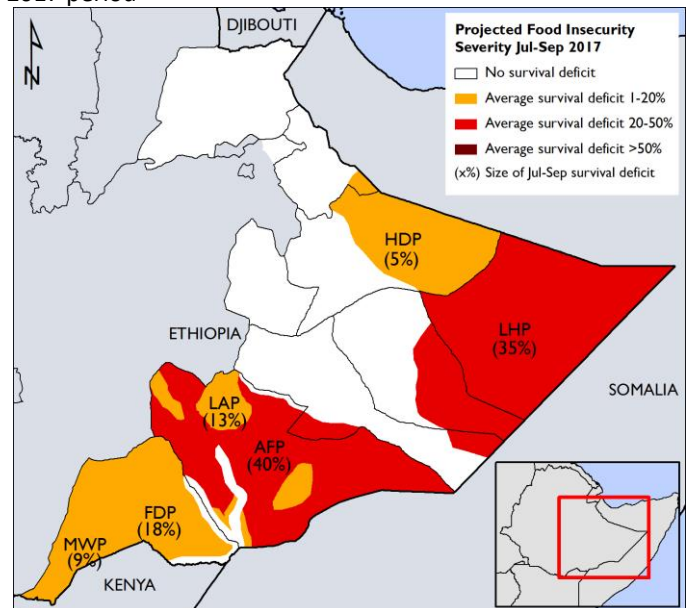 2017 period
DJIBOUTI
N
Projected Food Insecurity
Severity Jul-Sep 2017
No survival deficit
Average survival deficit 1-20%
Average survival deficit 20-50%
Average survival deficit >50%
(x%) Size of Jul-Sep survival deficit
HDP
(5%)
ETHIOPIA
LHP
(35%)
SOMALIA
LAP
(13%)
AFP
(40%)
FDP
(18%)
MWP
(9%)
KENYA